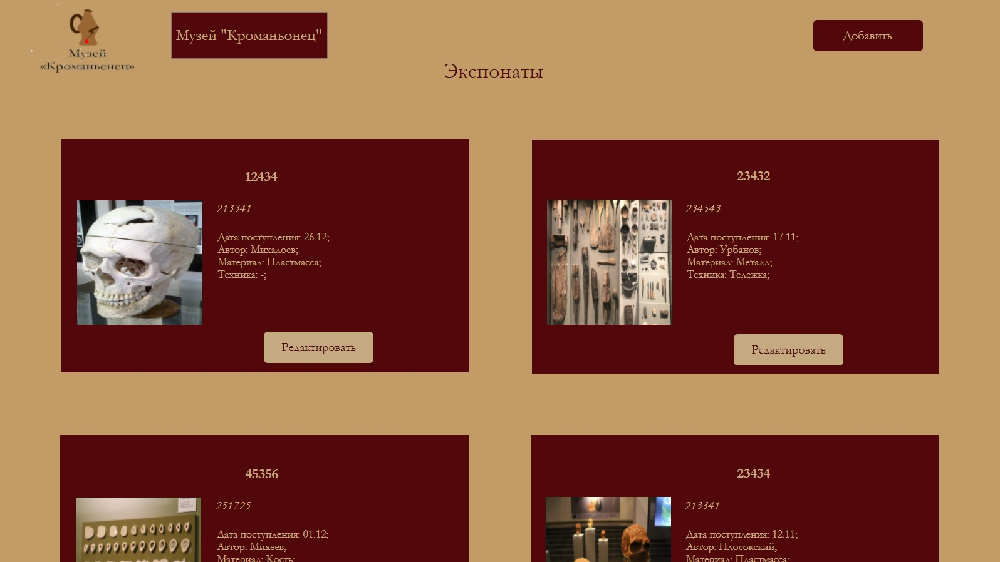 Музей
«Кроманьенец»
Музей "Кроманьонец"
Добавить
Экспонаты
12434
213341
Дата поступления: 26.12;
Автор: Михалоев;
Материал: Пластмасса;
Техника: -;
Редактировать
23432
234543
Дата поступления: 17.11;
Автор: Урбанов;
Материал: Металл;
Техника: Тележка;
Редактировать
45356
251725
Дата поступления: 01.12;
Автор: Михеев;
Материал: Кость;
23434
213341
Дата поступления: 12.11;
Автор: Плосокский;
Материал: Пластмасса;